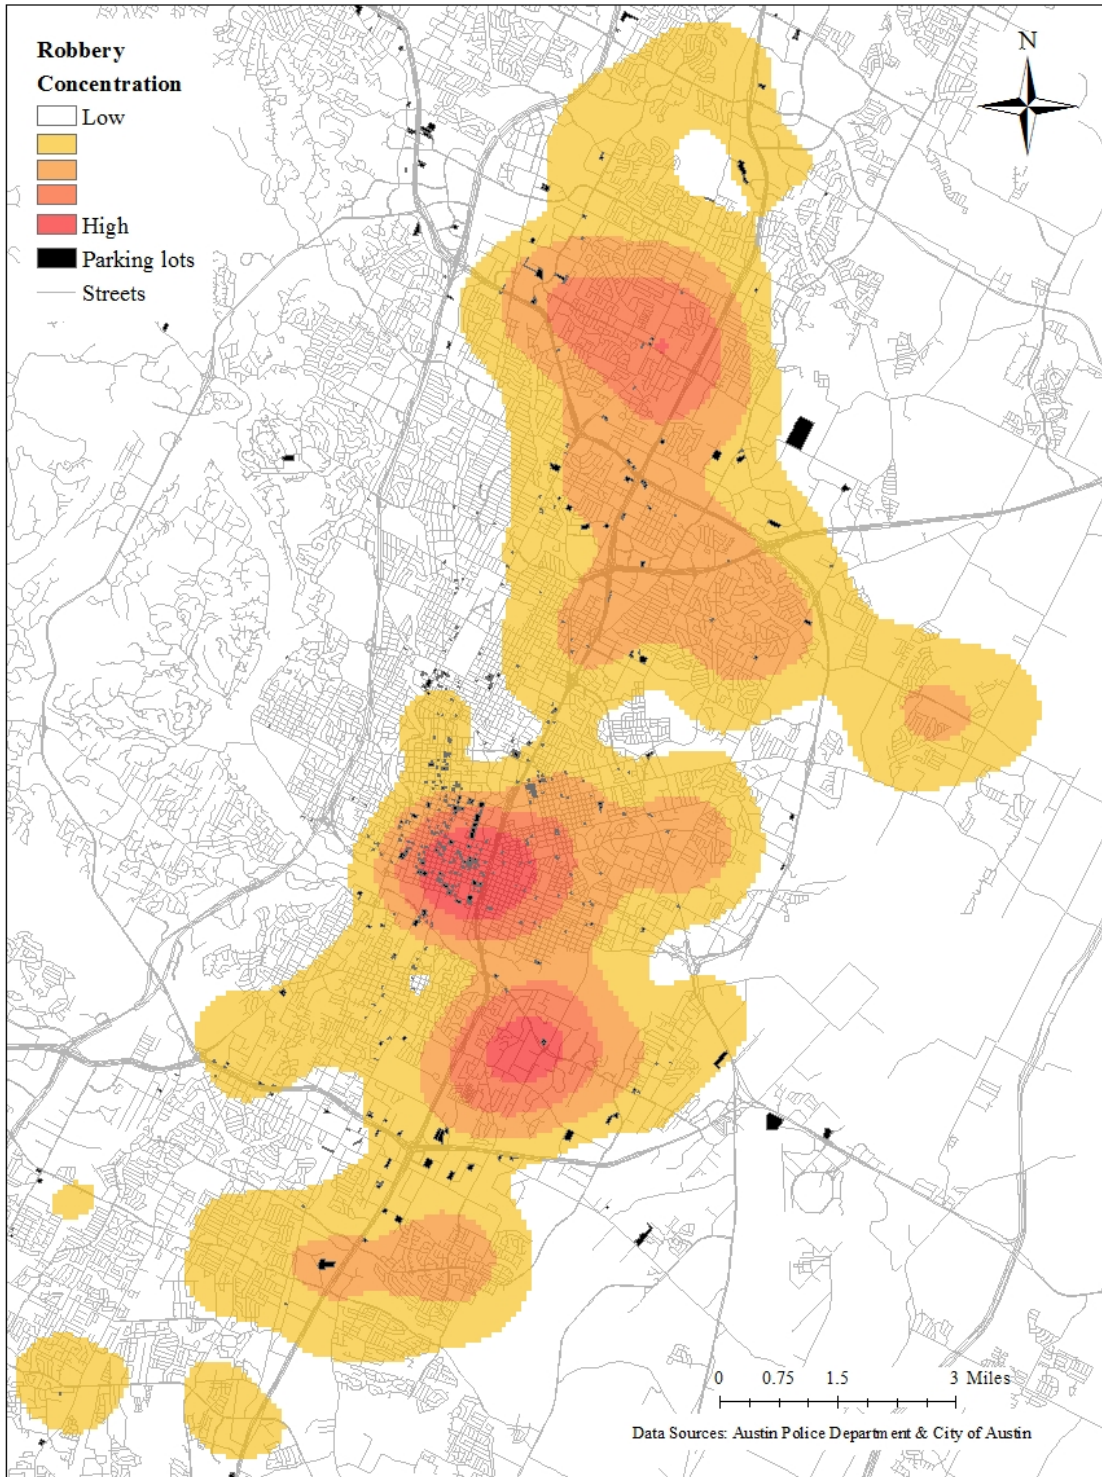 Robbery
Concentration
Low
High
Parking lots
Streets
N
0 0.75 1.5 3 Miles
Data Sources: Austin Police Department & City of Austin